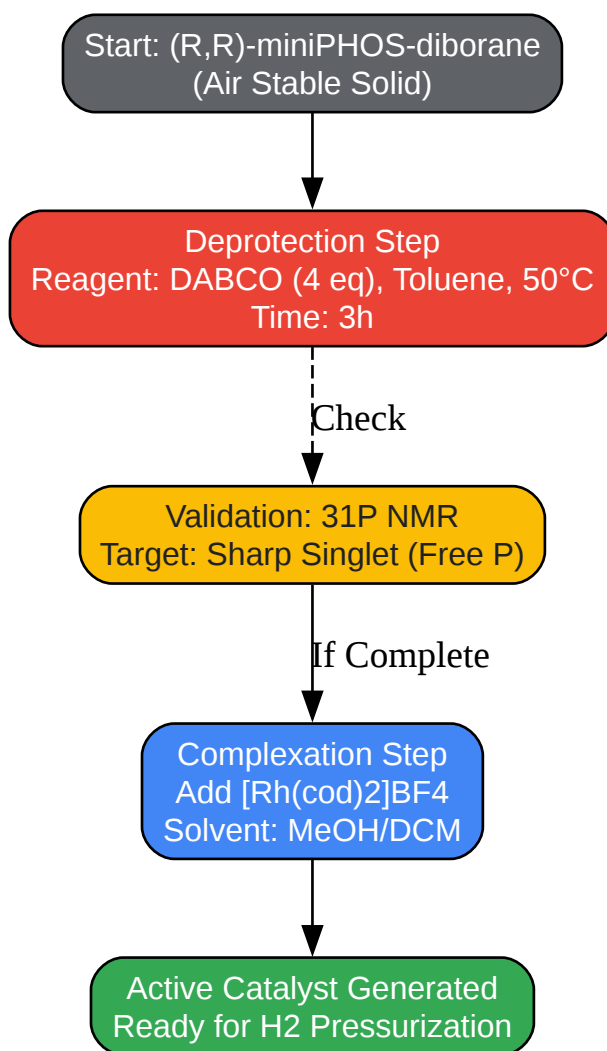 Start: (R,R)-miniPHOS-diborane
(Air Stable Solid)
Deprotection Step
Reagent: DABCO (4 eq), Toluene, 50°C
Time: 3h
Check
Validation: 31P NMR
Target: Sharp Singlet (Free P)
If Complete
Complexation Step
Add [Rh(cod)2]BF4
Solvent: MeOH/DCM
Active Catalyst Generated
Ready for H2 Pressurization